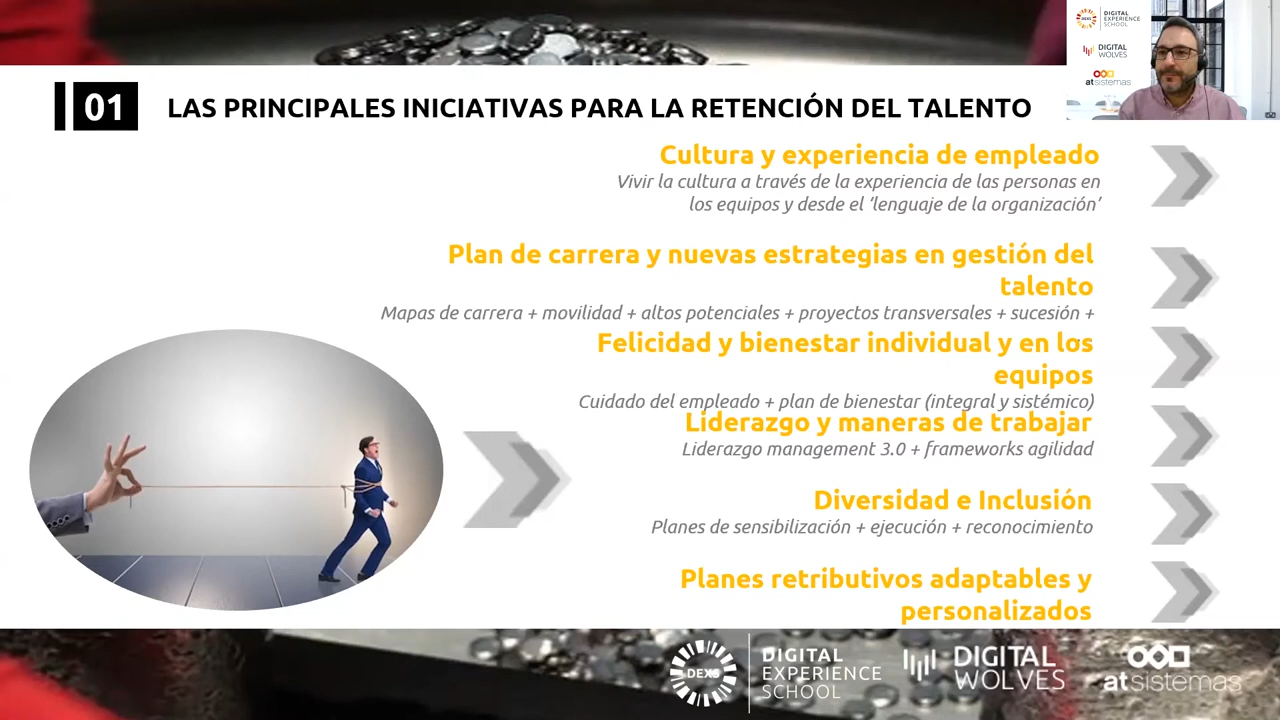 DIGITAL
EXPERIENCE
SCHOOL
DIGITAL
WOLVES
atsistemas
01
LAS PRINCIPALES INICIATIVAS PARA LA RETENCIÓN DEL TALENTO
Cultura y experiencia de empleado
Vivir la cultura a través de la experiencia de las personas en
los equipos y desde el ‘lenguaje de la organización’
Plan de carrera y nuevas estrategias en gestión del
talento
Mapas de carrera + movilidad + altos potenciales + proyectos transversales + sucesión +
Felicidad y bienestar individual y en los
equipos
Cuidado del empleado + plan de bienestar (integral y sistémico)
Liderazgo y maneras de trabajar
Liderazgo management 3.0 + frameworks agilidad
Diversidad e Inclusión
Planes de sensibilización + ejecución + reconocimiento
Planes retributivos adaptables y
personalizados
DEXS
DIGITAL
EXPERIENCE
SCHOOL
DIGITAL
WOLVES
atsistemas